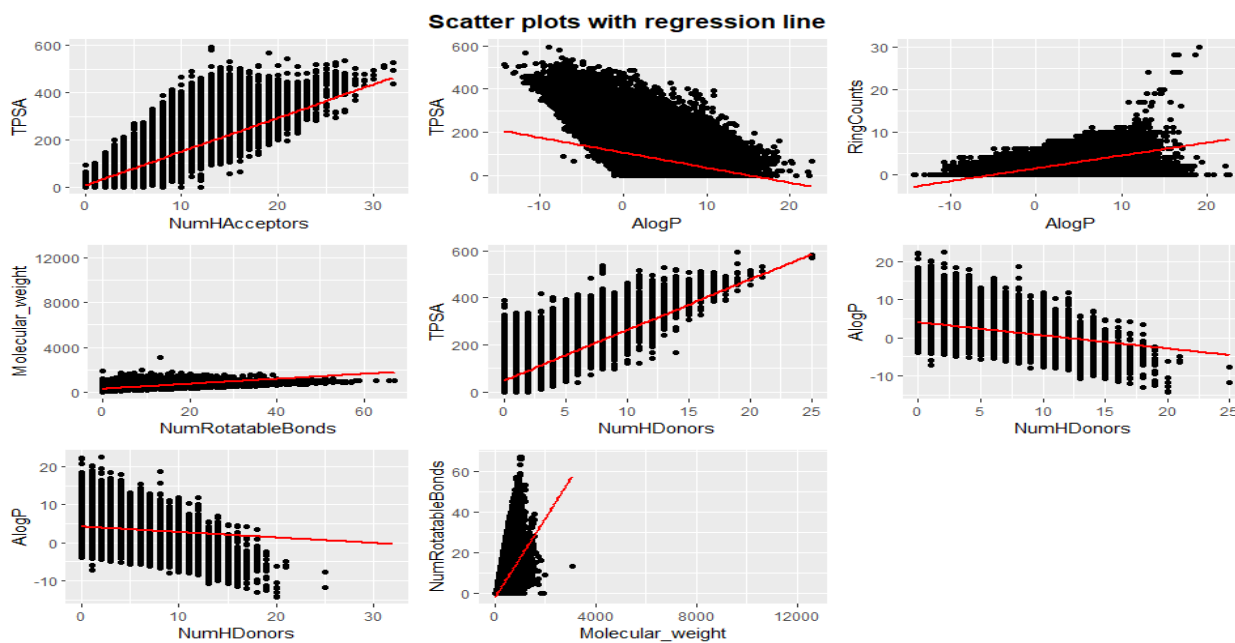 Scatter plots with regression line
TPSA
600
400
200
0
0 10 20 30
NumHAcceptors
TPSA
600
400
200
0
-10 0 10 20
AlogP
RingCounts
30
20
10
0
-10 0 10 20
AlogP
Molecular_weight
12000
8000
4000
0
0 20 40 60
NumRotatableBonds
TPSA
600
400
200
0
0 5 10 15 20 25
NumHDonors
AlogP
20
10
0
-10
0 5 10 15 20 25
NumHDonors
AlogP
20
10
0
-10
0 10 20 30
NumHDonors
NumRotatableBonds
60
40
20
0
0 4000 8000 12000
Molecular_weight